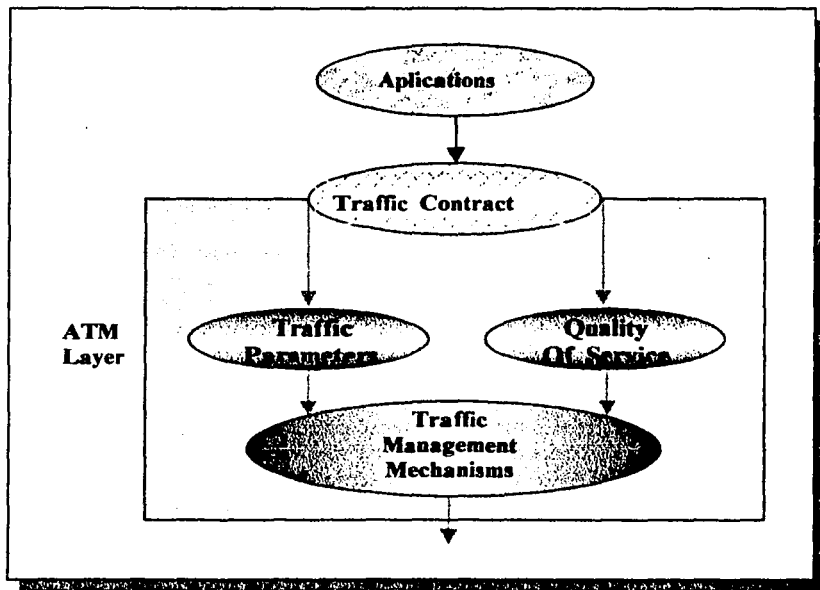 Aplications
Traffic Contract
ATM
Layer
Traffic
Parameters
Quality
Of Service
Traffic
Management
Mechanisms